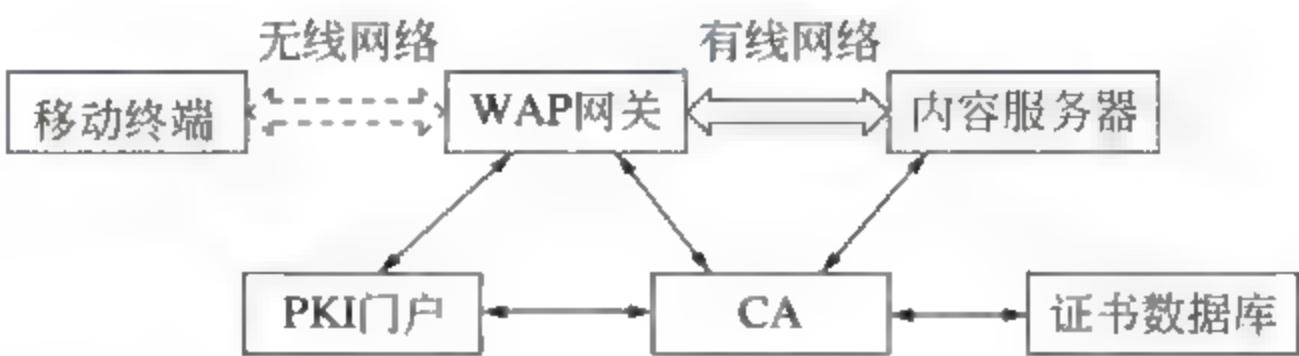 无线网络
有线网络
移动终端
WAP网关
内容服务器
PKI门户
CA
证书数据库